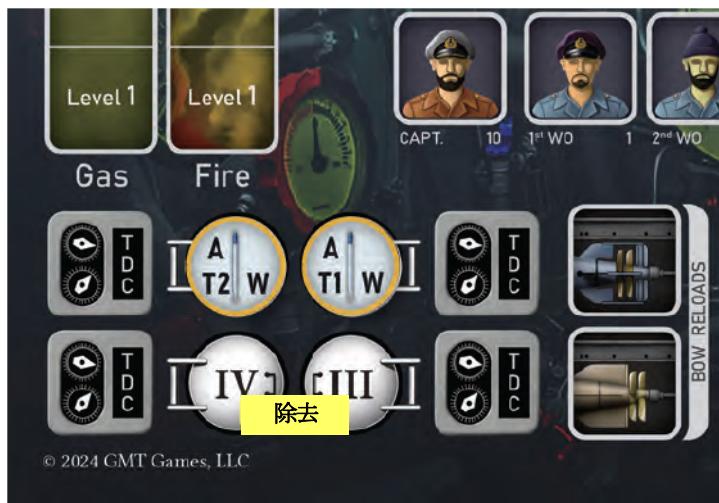 Level 1
Level 1
Gas
Fire
CAPT. 10
1st WO 1
2nd WO
TDC
A
T2 W
A
T1 W
TDC
TDC
IV
III
TDC
除去
BOW RELOADS
© 2024 GMT Games, LLC